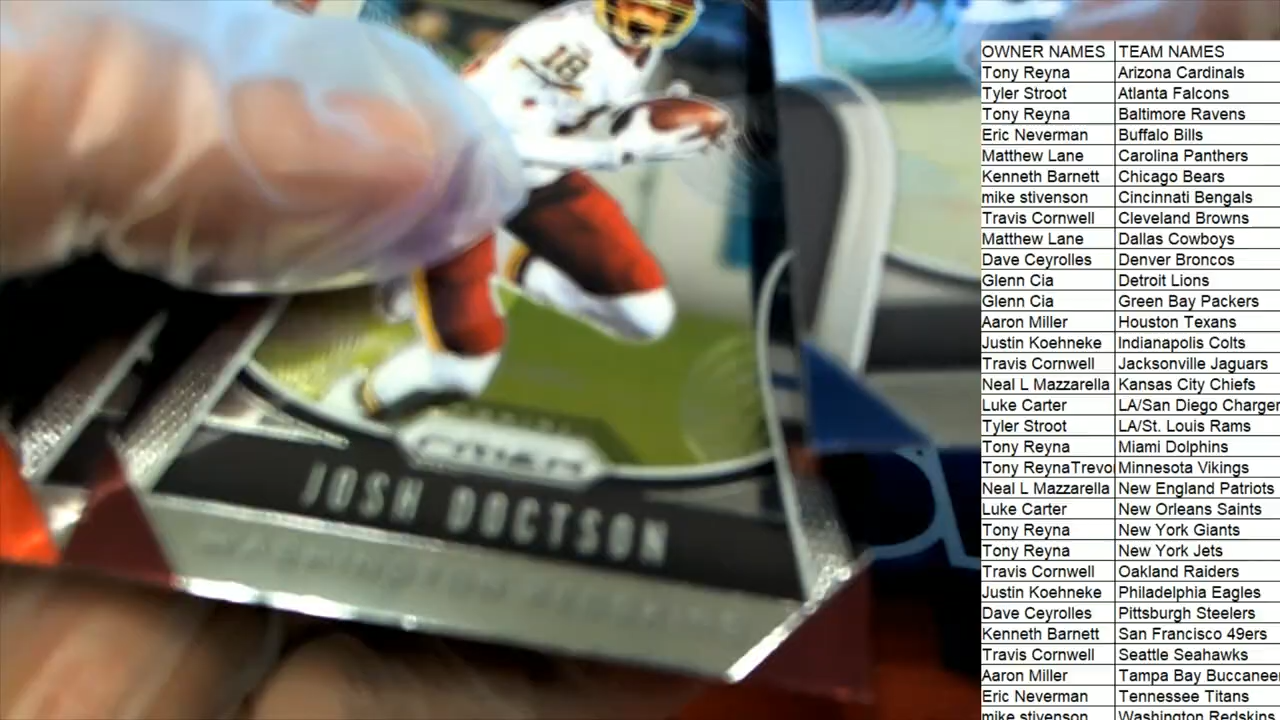 18
PRIZM
JOSH DOCTSON
WASHINGTON REDSKINS
OWNER NAMES TEAM NAMES
Tony Reyna Arizona Cardinals
Tyler Stroot Atlanta Falcons
Tony Reyna Baltimore Ravens
Eric Neverman Buffalo Bills
Matthew Lane Carolina Panthers
Kenneth Barnett Chicago Bears
mike stivenson Cincinnati Bengals
Travis Cornwell Cleveland Browns
Matthew Lane Dallas Cowboys
Dave Ceyrolles Denver Broncos
Glenn Cia Detroit Lions
Glenn Cia Green Bay Packers
Aaron Miller Houston Texans
Justin Koehneke Indianapolis Colts
Travis Cornwell Jacksonville Jaguars
Neal L Mazzarella Kansas City Chiefs
Luke Carter LA/San Diego Charger
Tyler Stroot LA/St. Louis Rams
Tony Reyna Miami Dolphins
Tony ReynaTrevo Minnesota Vikings
Neal L Mazzarella New England Patriots
Luke Carter New Orleans Saints
Tony Reyna New York Giants
Tony Reyna New York Jets
Travis Cornwell Oakland Raiders
Justin Koehneke Philadelphia Eagles
Dave Ceyrolles Pittsburgh Steelers
Kenneth Barnett San Francisco 49ers
Travis Cornwell Seattle Seahawks
Aaron Miller Tampa Bay Buccanee
Eric Neverman Tennessee Titans
mike stivenson Washington Redskins